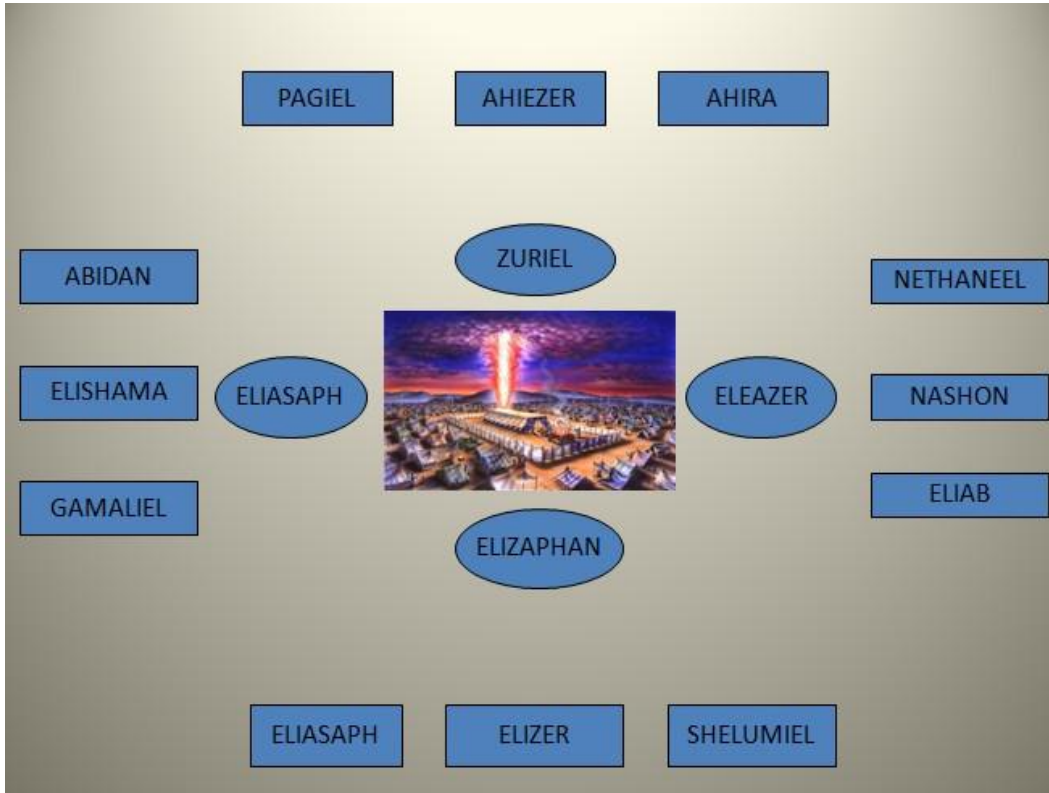 PAGIEL
AHIEZER
AHIRA
ZURIEL
ABIDAN
NETHANEEL
ELISHAMA
ELIASAPH
ELEAZER
NASHON
GAMALIEL
ELIAB
ELIZAPHAN
ELIASAPH
ELIZER
SHELUMIEL